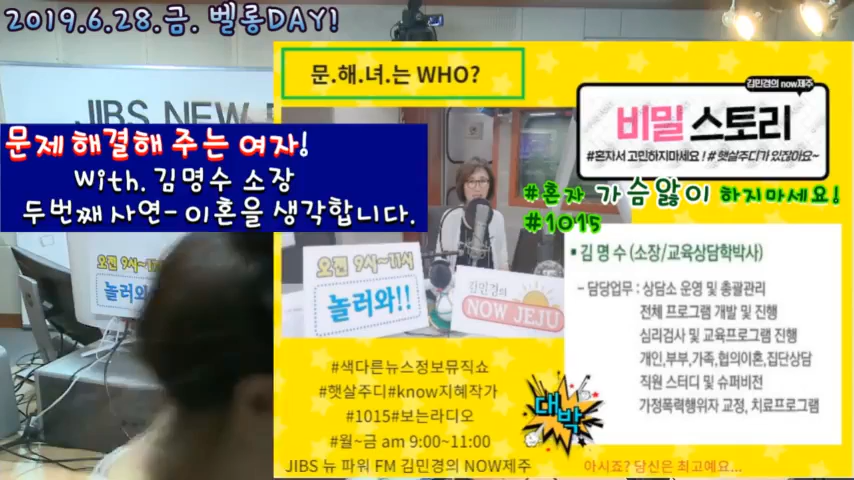 2019.6.28.금. 벨롱DAY!
JIBS NEW
문제 해결해 주는 여자!
with. 김명수 소장
두번째 사연- 이혼을 생각합니다.
오전 9시~11시
놀러와
문.해.녀.는 WHO?
김민경의 now제주
비밀 스토리
#혼자서 고민하지마세요! #햇살주디가 있잖아요~
#혼자 가슴앓이 하지마세요!
#1015
오전 9시~11시
놀러와!!
김민경의
NOW JEJU
▪ 김 명 수 (소장/교육상담학박사)
– 담당업무 : 상담소 운영 및 총괄관리
전체 프로그램 개발 및 진행
심리검사 및 교육프로그램 진행
개인,부부,가족,협의이혼,집단상담
직원 스터디 및 슈퍼비전
가정폭력행위자 교정, 치료프로그램
#색다른뉴스정보뮤직쇼
#햇살주디#know지혜작가
#1015#보는라디오
#월~금 am 9:00~11:00
JIBS 뉴 파워 FM 김민경의 NOW제주
대박
아시죠? 당신은 최고예요...